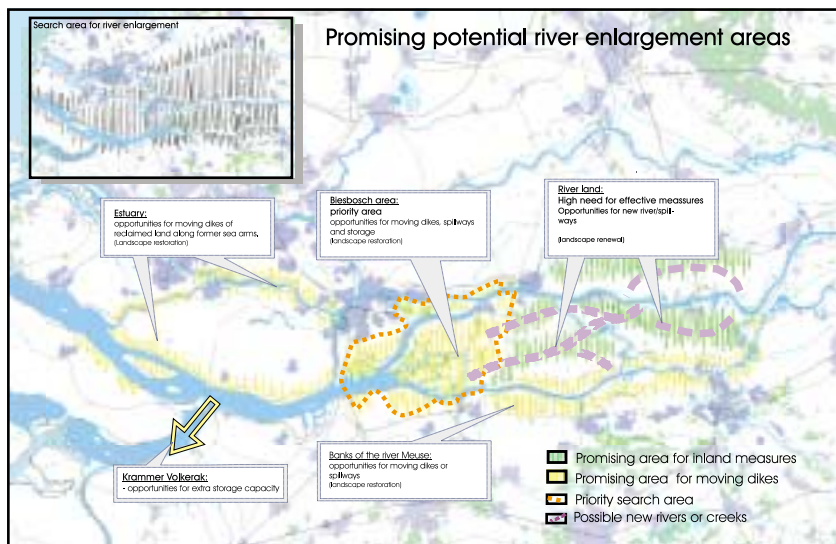 Search area for river enlargement
Promising potential river enlargement areas
Estuary:
opportunities for moving dikes of
reclaimed land along former sea arms,
(Landscape restoration)
Biesbosch area:
priority area
opportunities for moving dikes, spillways
and storage
(landscape restoration)
River land:
High need for effective meassures
Opportunities for new river/spill-
ways
(landscape renewal)
Krammer Volkerak:
- opportunities for extra storage capacity
Banks of the river Meuse:
opportunities for moving dikes or
spillways
(landscape restoration)
Promising area for inland measures
Promising area for moving dikes
Priority search area
Possible new rivers or creeks